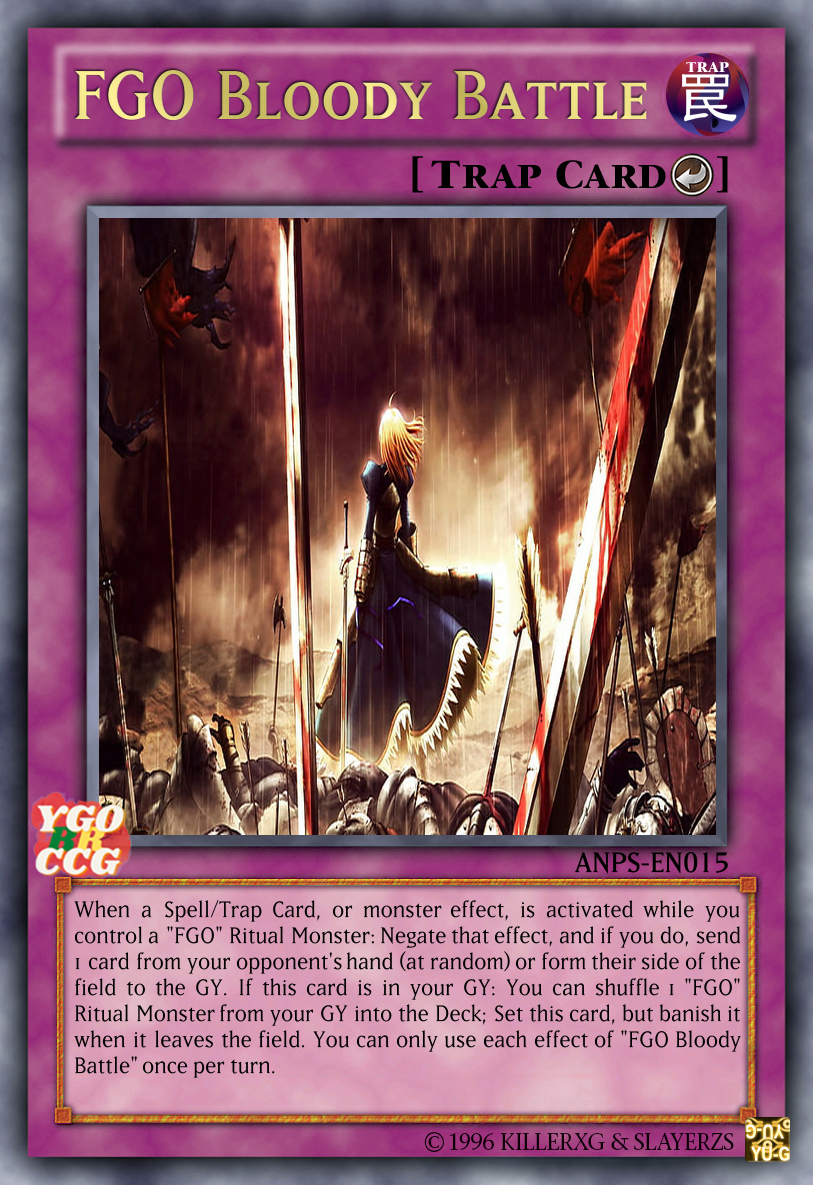 FGO BLOODY BATTLE
TRAP
罠
[TRAP CARD]
YGO
RR
CCG
ANPS-EN015
When a Spell/Trap Card, or monster effect, is activated while you
control a "FGO" Ritual Monster: Negate that effect, and if you do, send
1 card from your opponent's hand (at random) or form their side of the
field to the GY. If this card is in your GY: You can shuffle 1 "FGO"
Ritual Monster from your GY into the Deck; Set this card, but banish it
when it leaves the field. You can only use each effect of "FGO Bloody
Battle" once per turn.
© 1996 KILLERXG & SLAYERZS
YU-G